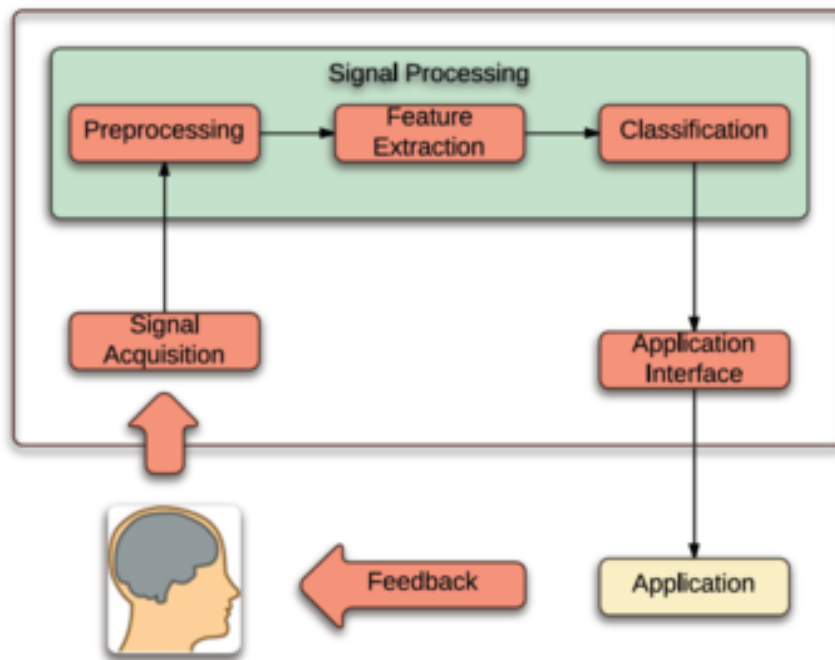 Signal Processing
Preprocessing
Feature
Extraction
Classification
Signal
Acquisition
Application
Interface
Feedback
Application